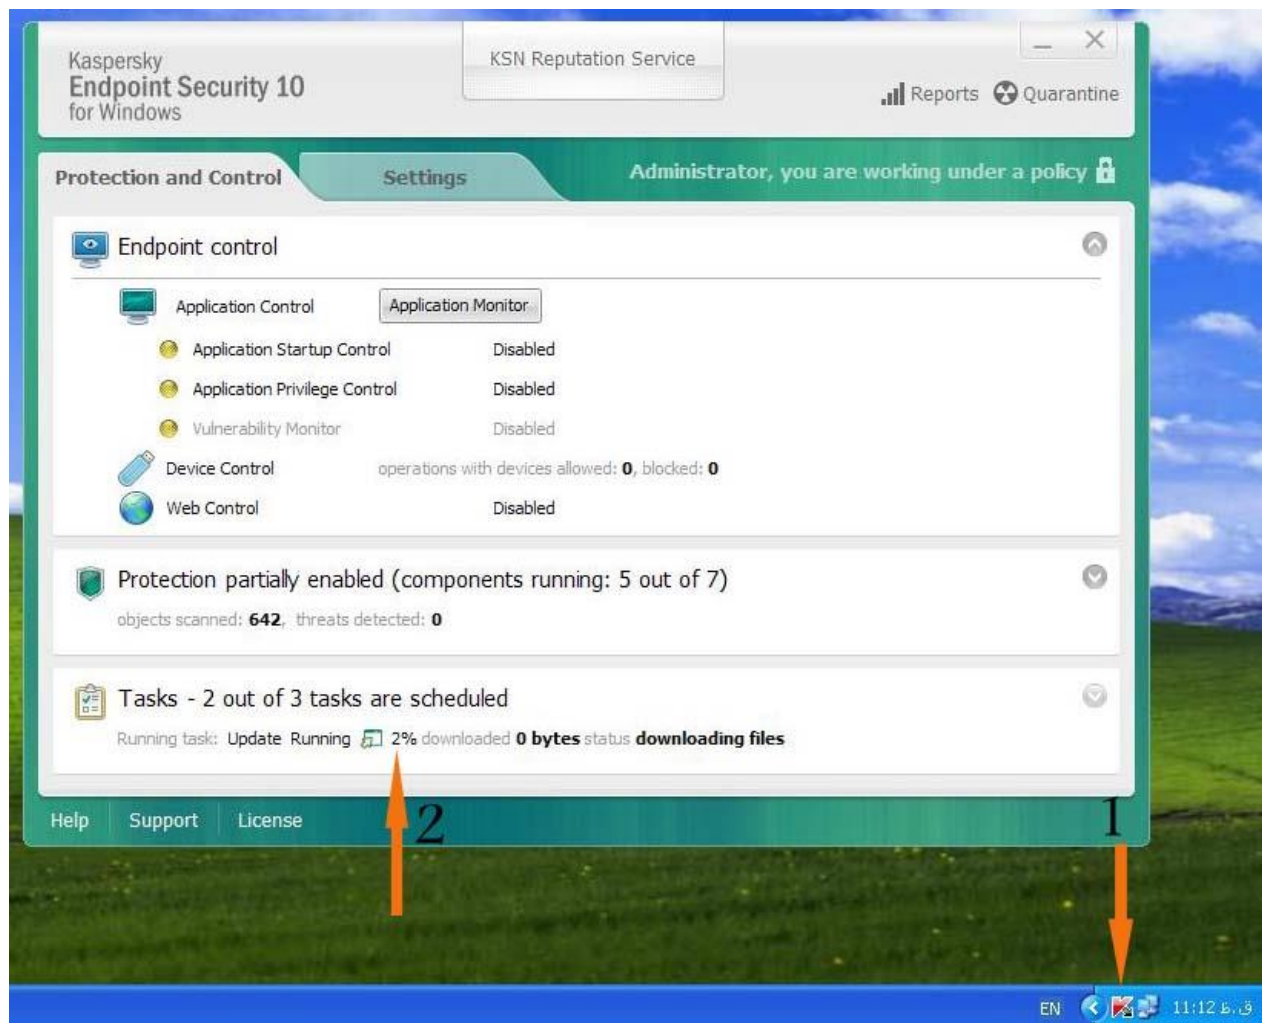 Kaspersky
Endpoint Security 10
for Windows
KSN Reputation Service
Reports Quarantine
Protection and Control
Settings
Administrator, you are working under a policy
Endpoint control
Application Control Application Monitor
Application Startup Control Disabled
Application Privilege Control Disabled
Vulnerability Monitor Disabled
Device Control operations with devices allowed: 0, blocked: 0
Web Control Disabled
Protection partially enabled (components running: 5 out of 7)
objects scanned: 642, threats detected: 0
Tasks - 2 out of 3 tasks are scheduled
Running task: Update Running 2% downloaded 0 bytes status downloading files
Help Support License
2
1
EN 11:12 ق.ظ